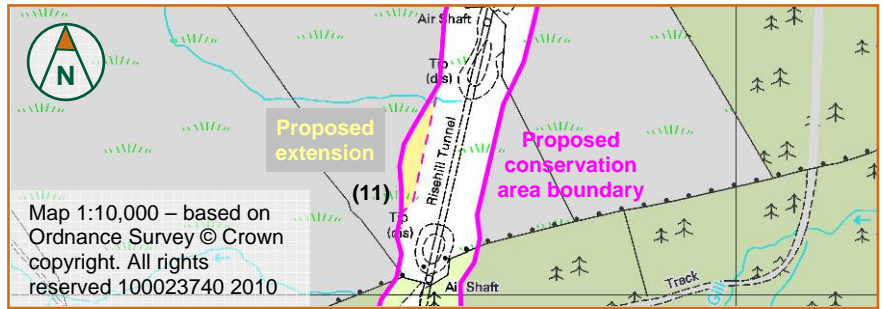 Air Shaft
N
Tip
(dis)
Proposed
extension
Risehill Tunnel
Proposed
conservation
area boundary
(11)
Map 1:10,000 – based on
Ordnance Survey © Crown
copyright. All rights
reserved 100023740 2010
Tip
(dis)
Air Shaft
Track
Gill